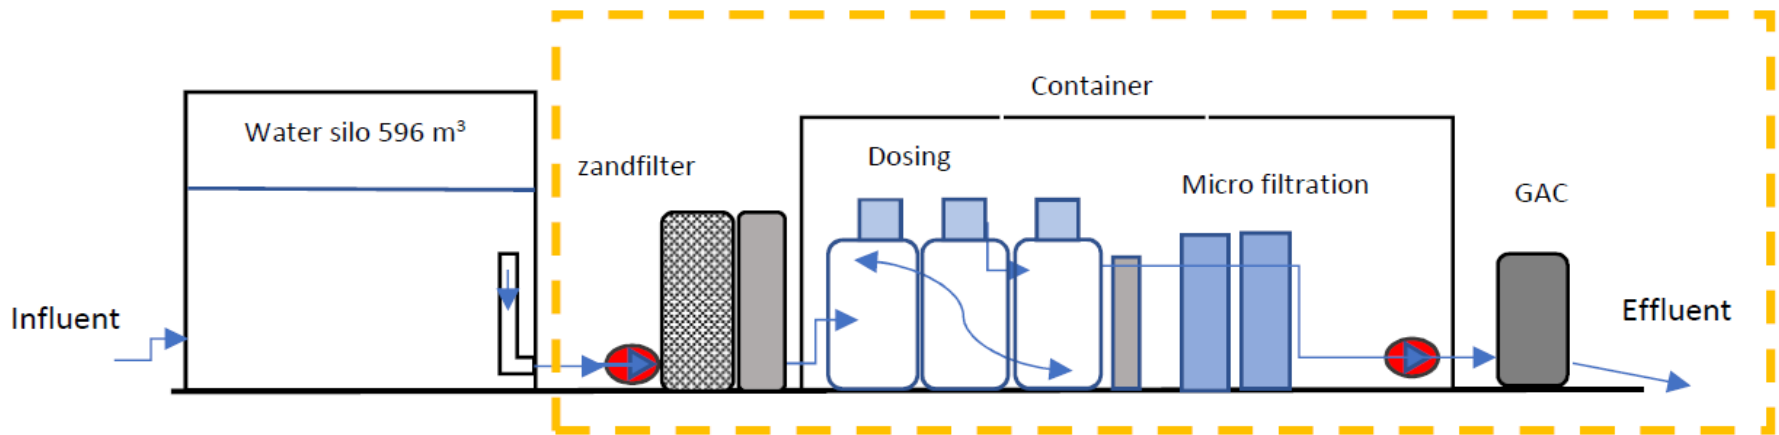 Container
Water silo 596 m³
Dosing
zandfilter
Micro filtration
GAC
Influent
Effluent